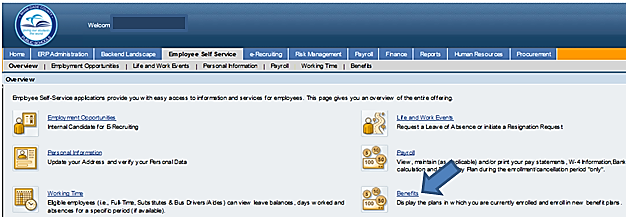 Welcom
Home ERP Administration Backend Landscape Employee Self Service e-Recruiting Risk Management Payroll Finance Reports Human Resources Procurement
Overview | Employment Opportunities | Life and Work Events | Personal Information | Payroll Working Time | Benefits
Overview
Employee Self-Service applications provide you with easy access to information and services for employees. This page gives you an overview of the entire offering.
Employment Opportunities
Internal Candidate for E-Recruiting
Life and Work Events
Request a Leave of Absence or initiate a Resignation Request
Personal Information
Update your Address and verify your Personal Data
Payroll
View, maintain (as applicable) and/or print your pay statements, W-4 Information, Bank
calculation and Plan during the enrollment/cancellation period "only".
Working Time
Eligible employees (i.e., Full-Time, Substitutes & Bus Drivers/Aides) can view leave balances, days worked and
absences for a specific period (if available).
Benefits
Display the plans in which you are currently enrolled and enroll in new benefit plans.